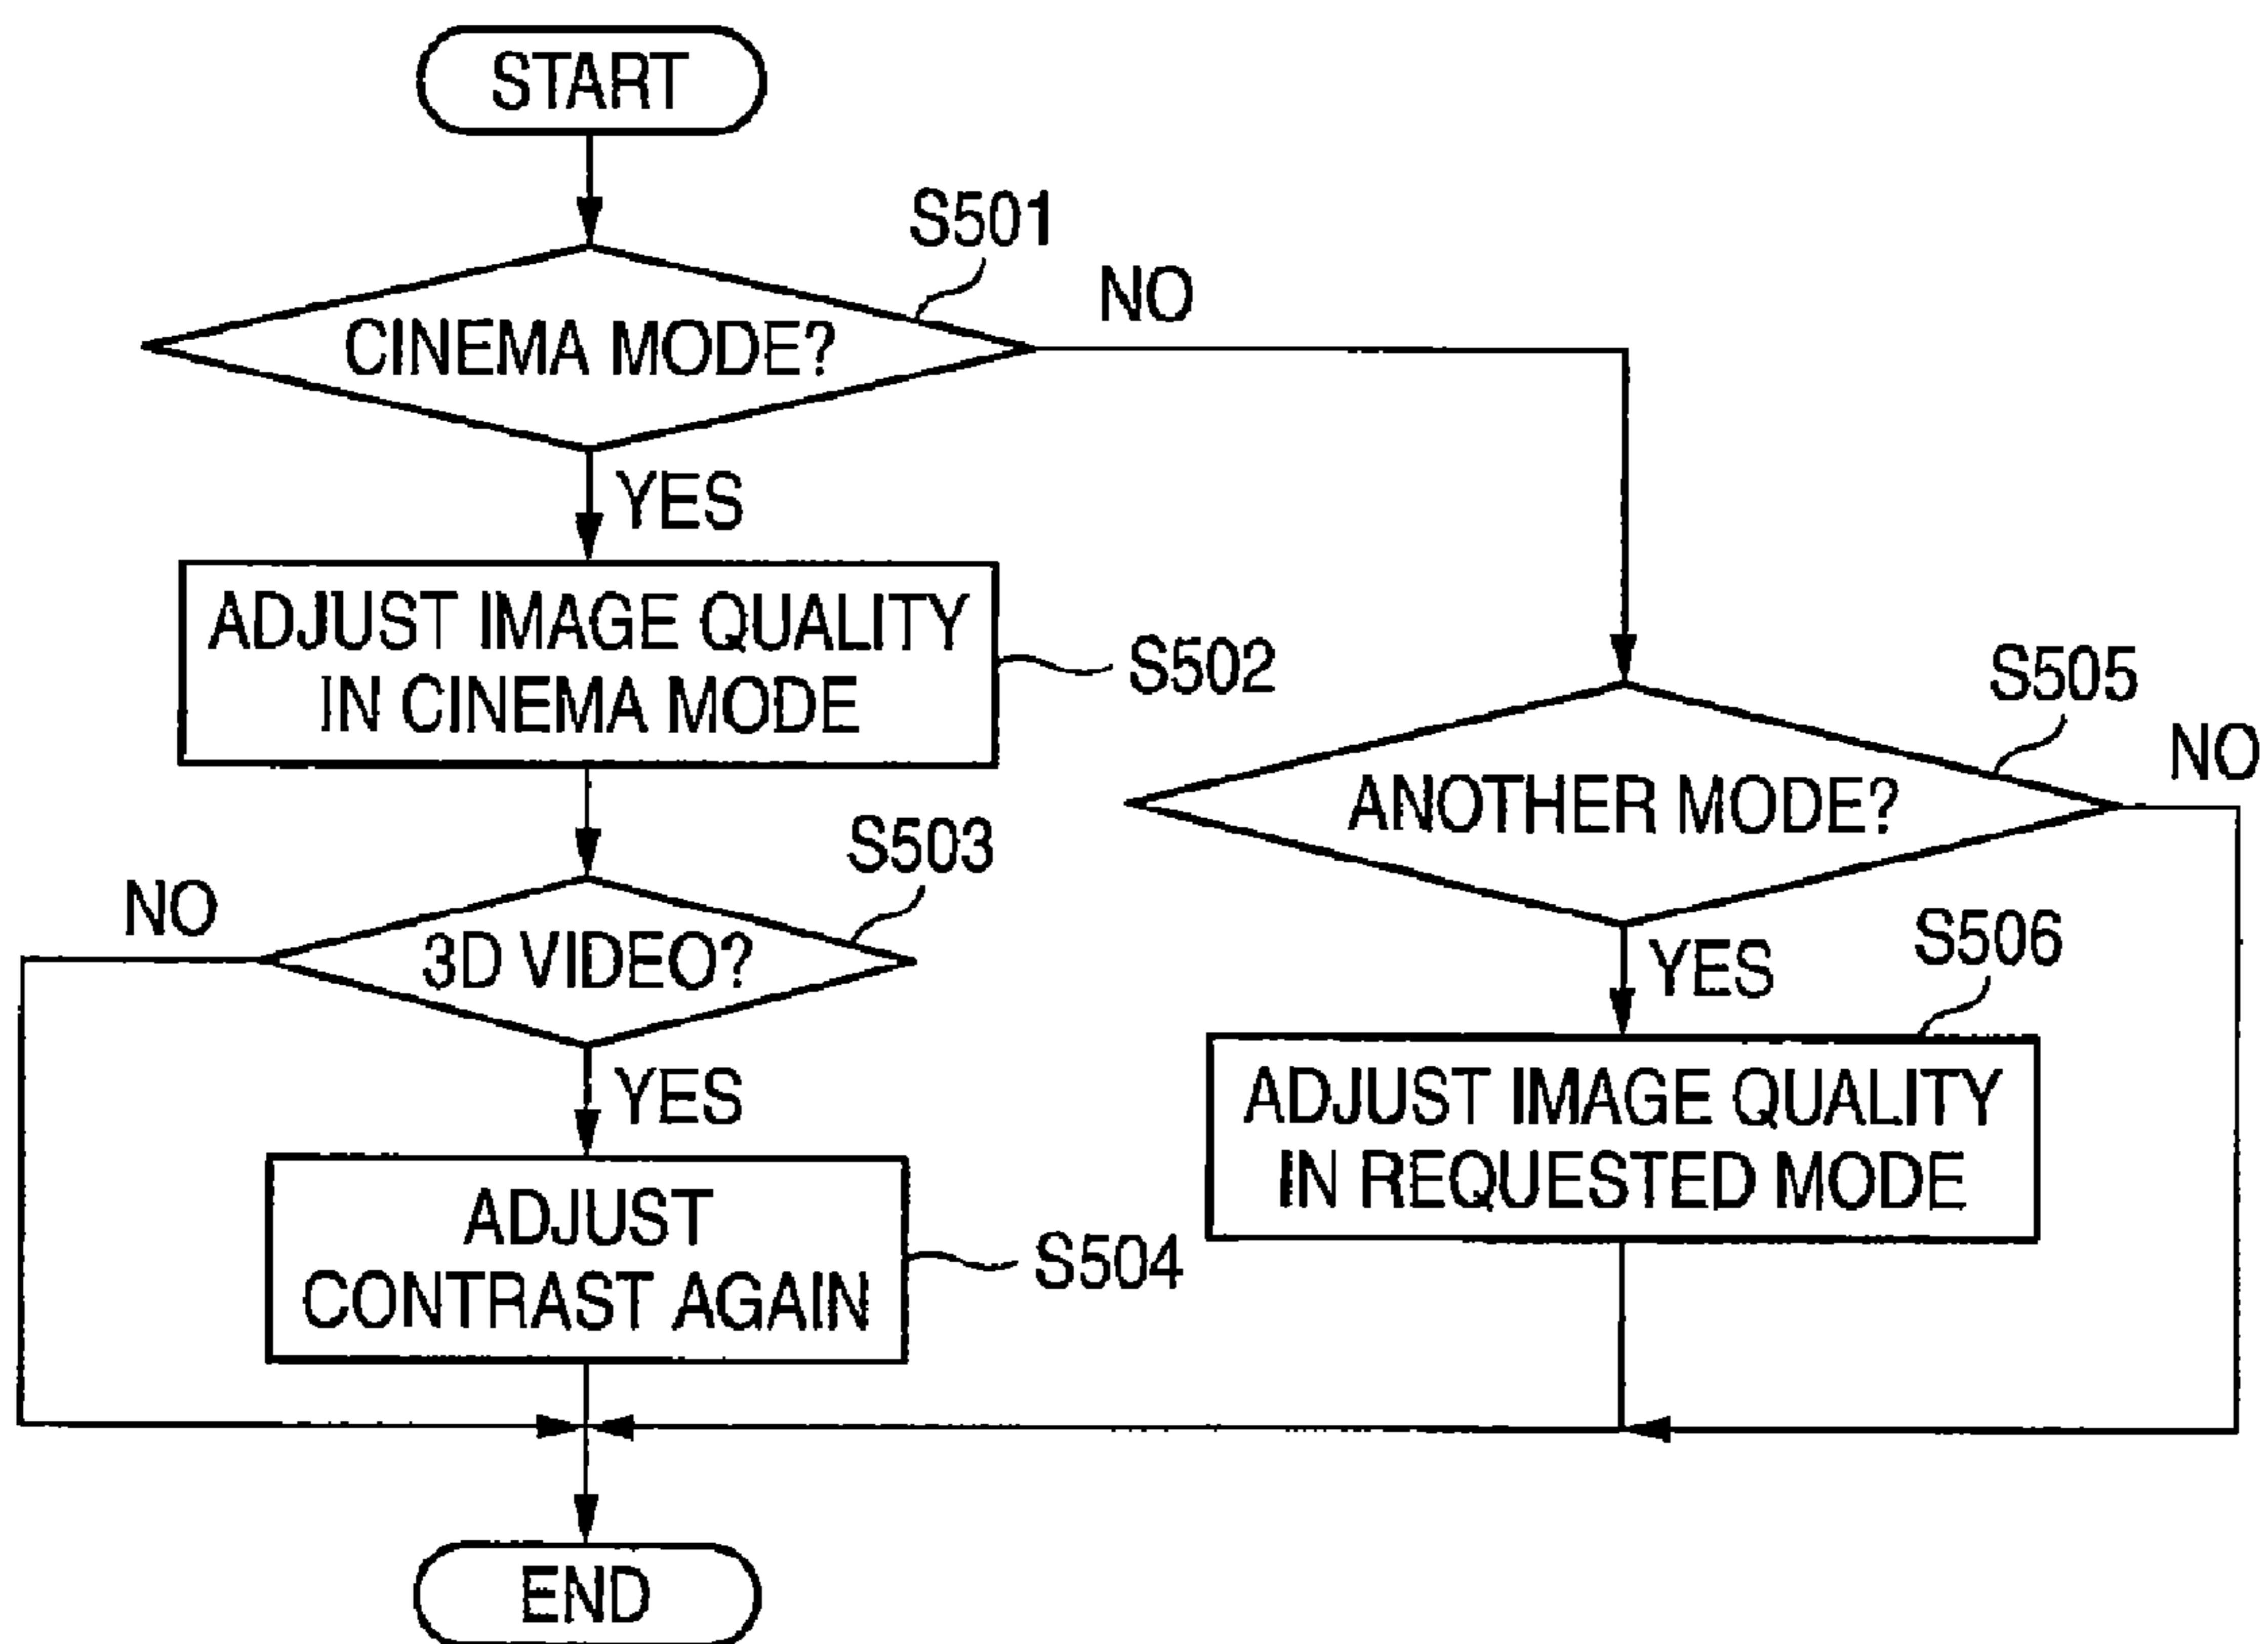 START
S501
NO
CINEMA MODE?
YES
ADJUST IMAGE QUALITY
IN CINEMA MODE
S502
S503
NO
3D VIDEO?
YES
ADJUST
CONTRAST AGAIN
S504
S505
NO
ANOTHER MODE?
YES
S506
ADJUST IMAGE QUALITY
IN REQUESTED MODE
END